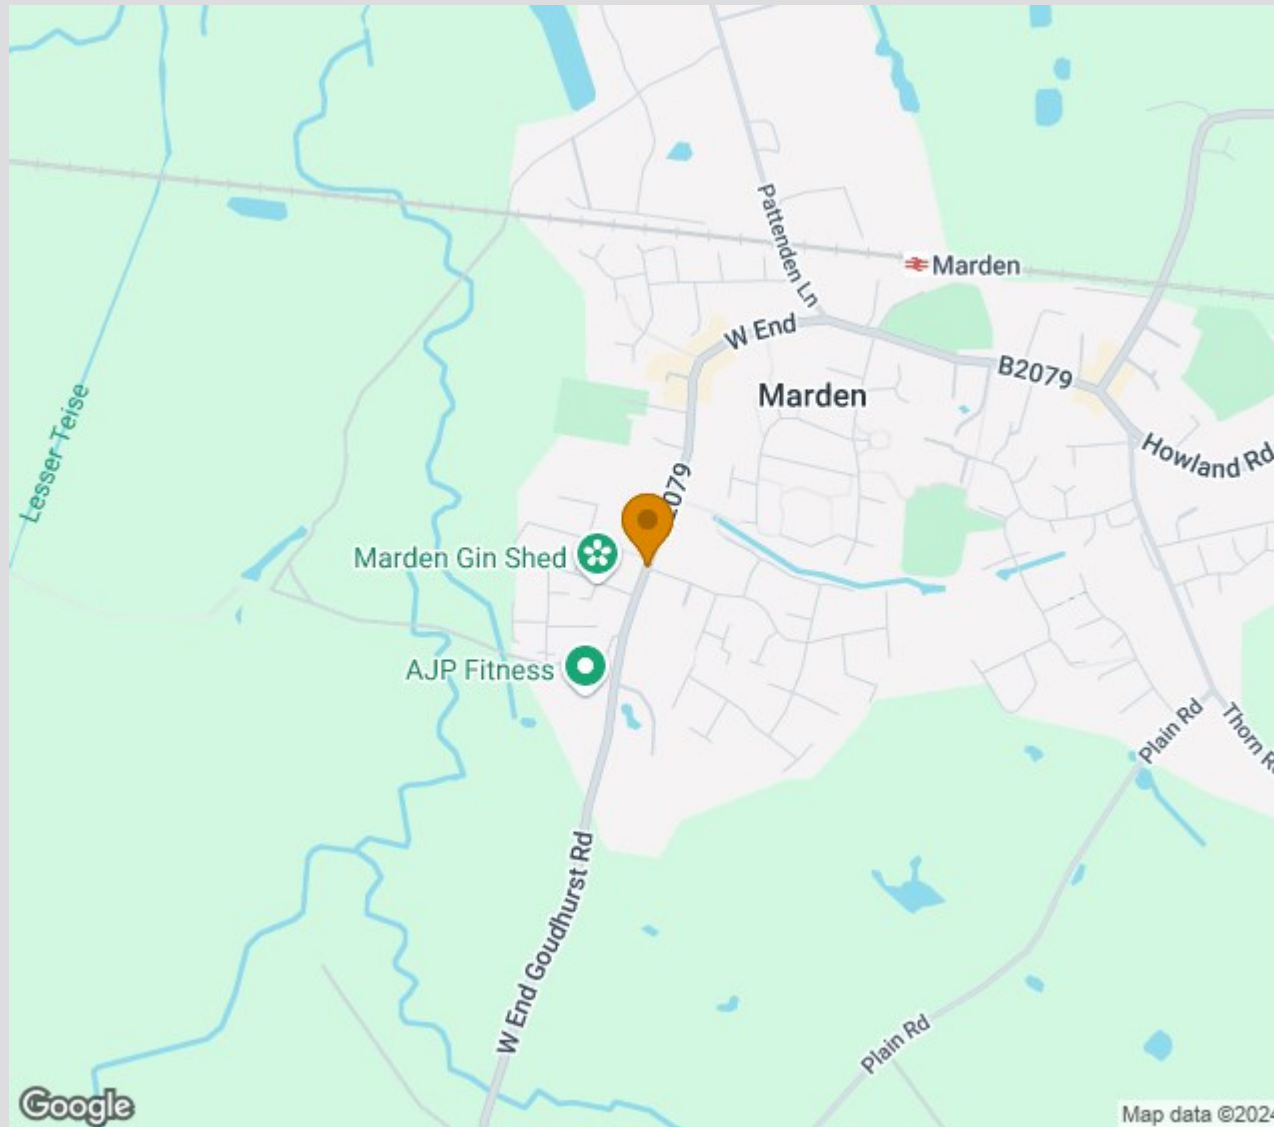 Pattenden Ln
Marden
W End
B2079
Marden
Howland Rd
Lesser Teise
2079
Marden Gin Shed
AJP Fitness
Plain Rd
Thorn
W End Goudhurst Rd
Plain Rd
Google
Map data ©2024